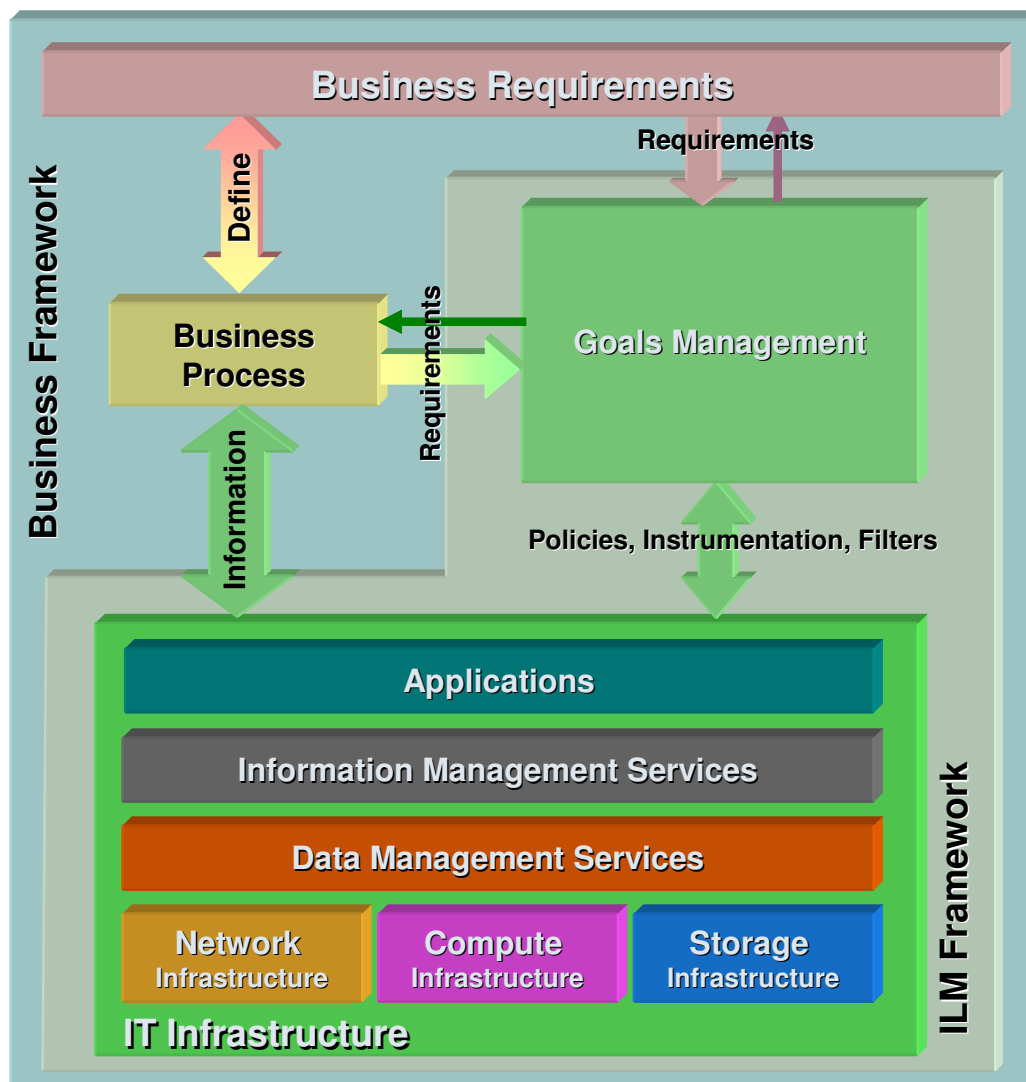 Business Requirements
Requirements
Business Framework
Define
Business
Process
Requirements
Goals Management
Information
Policies, Instrumentation, Filters
Applications
Information Management Services
Data Management Services
Network
Infrastructure
Compute
Infrastructure
Storage
Infrastructure
IT Infrastructure
ILM Framework